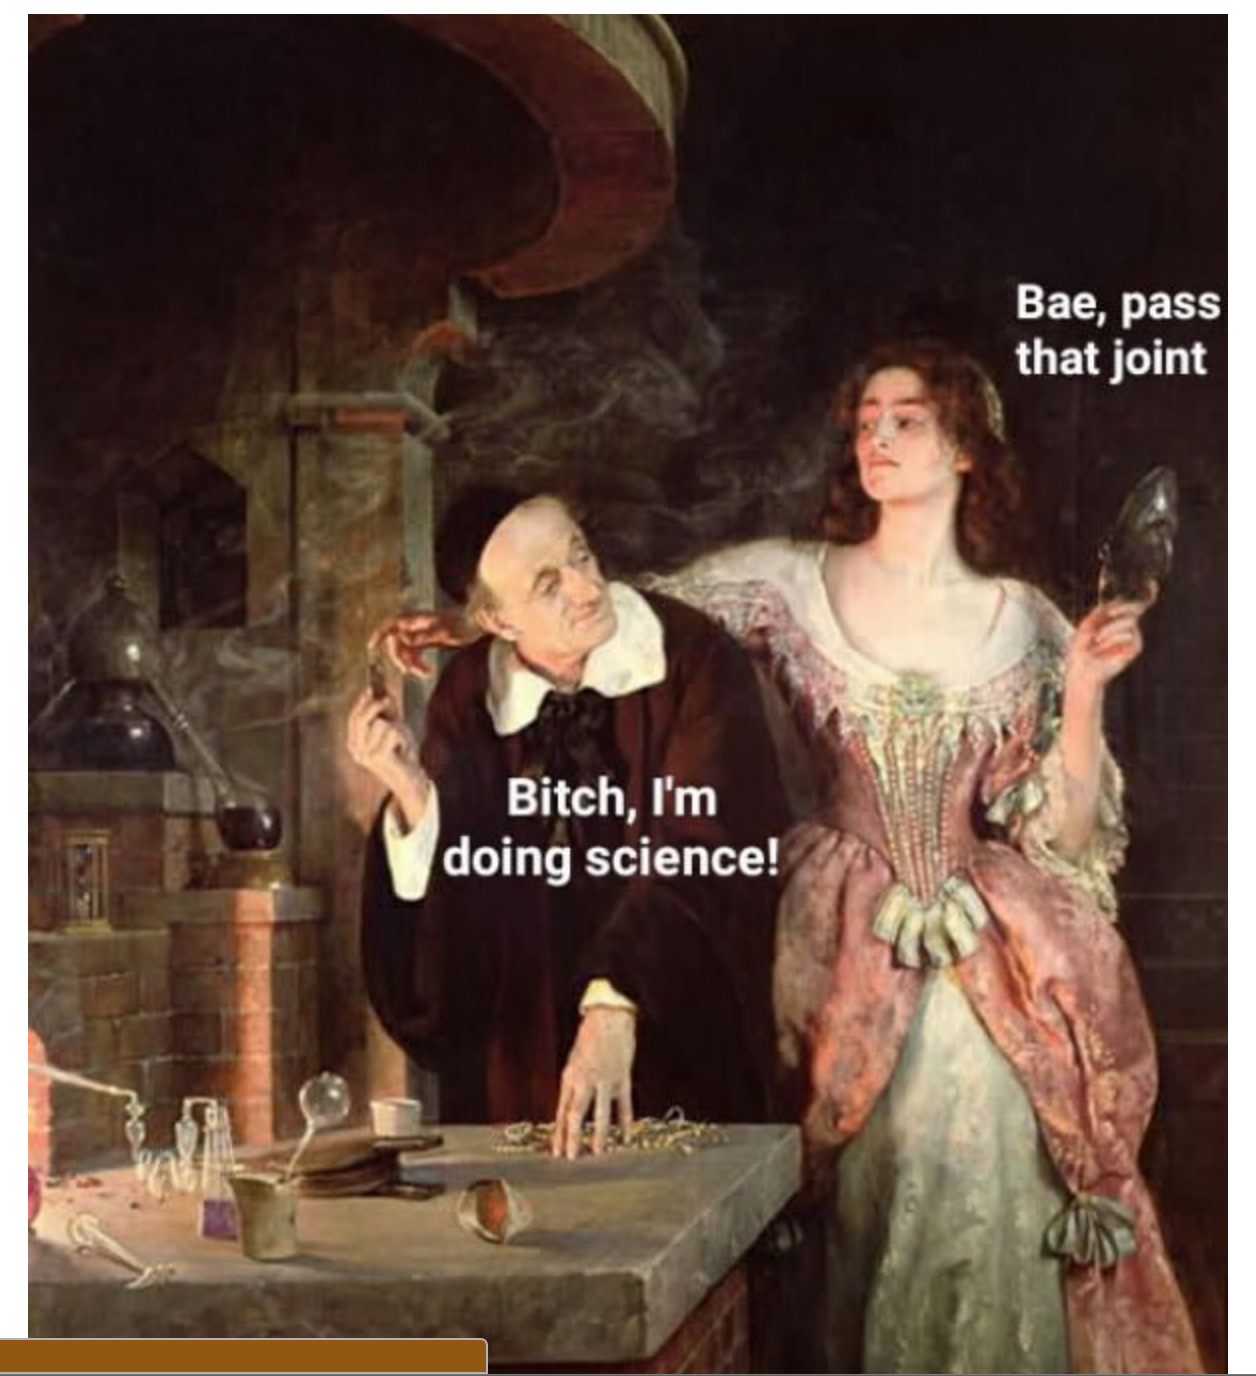 Bae, pass
that joint
Bitch, I'm
doing science!